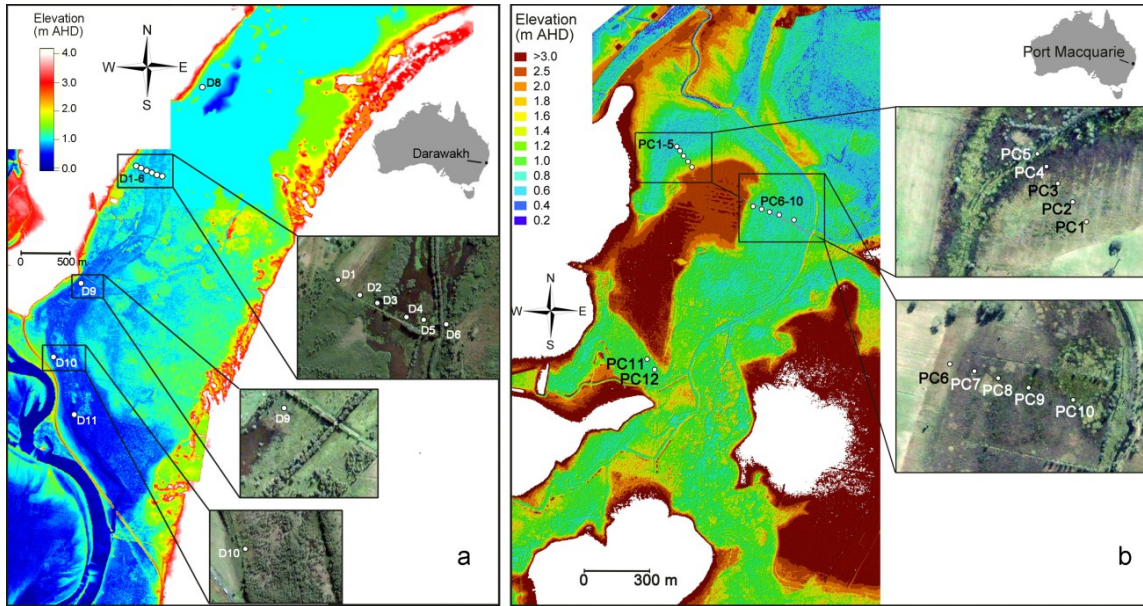 Elevation
(m AHD)
4.0
3.0
2.0
1.0
0.0
N
W E
S
D8
Darawakh
D1-6
0 500 m
D9
D10
D11
D1
D2
D3
D4
D5
D6
D9
D10
a
Elevation
(m AHD)
>3.0
2.5
2.0
1.8
1.6
1.4
1.2
1.0
0.8
0.6
0.4
0.2
Port Macquarie
PC1-5
PC6-10
N
W E
S
PC11
PC12
0 300 m
PC5
PC4
PC3
PC2
PC1
PC6
PC7
PC8
PC9
PC10
b